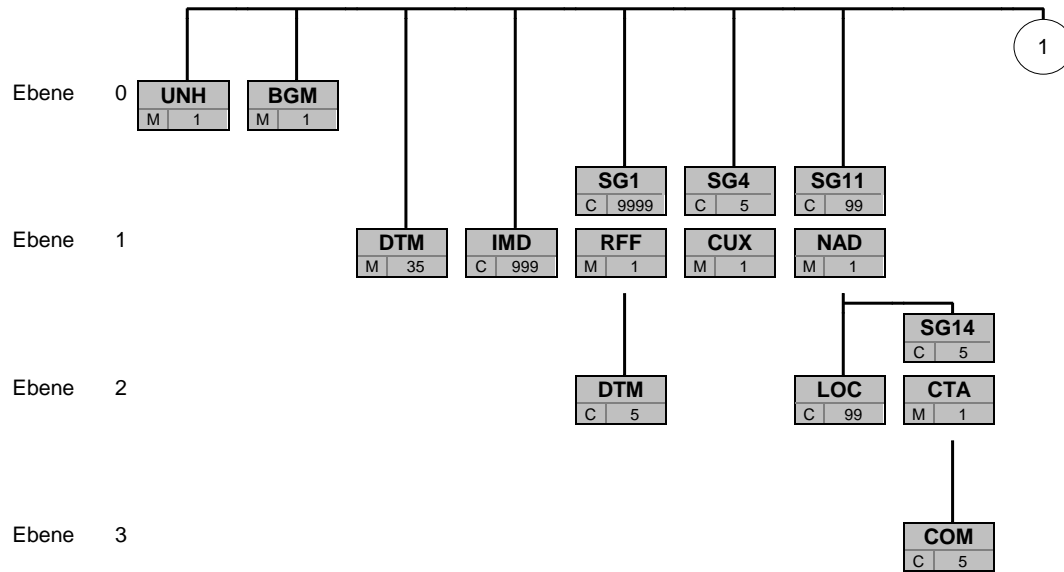 1
Ebene 0 UNH BGM
M 1 M 1
SG1 SG4 SG11
C 9999 C 5 C 99
Ebene 1 DTM IMD RFF CUX NAD
M 35 C 999 M 1 M 1 M 1
SG14
C 5
Ebene 2 DTM LOC CTA
C 5 C 99 M 1
Ebene 3 COM
C 5